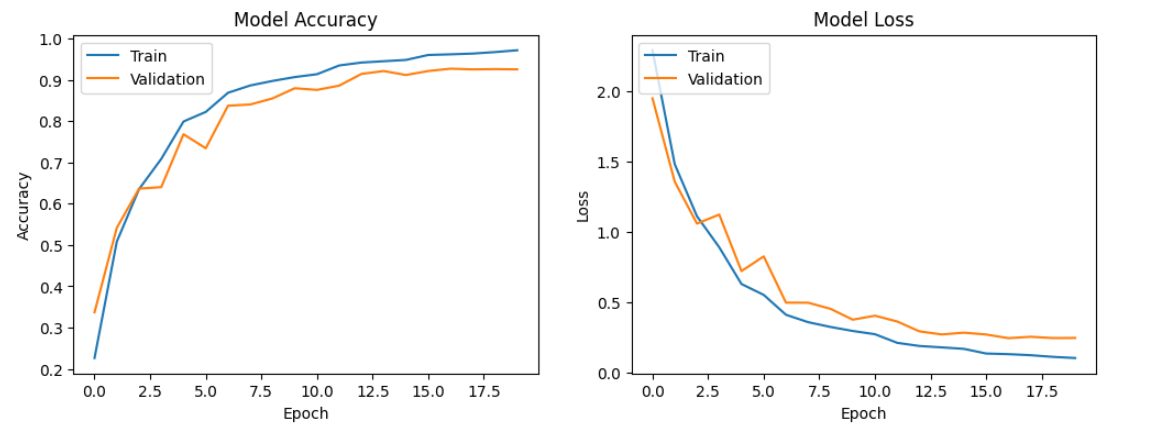 Model Accuracy
1.0
0.9
0.8
0.7
0.6
0.5
0.4
0.3
0.2
Accuracy
Train
Validation
0.0 2.5 5.0 7.5 10.0 12.5 15.0 17.5
Epoch
Model Loss
2.0
1.5
1.0
0.5
0.0
Loss
Train
Validation
0.0 2.5 5.0 7.5 10.0 12.5 15.0 17.5
Epoch